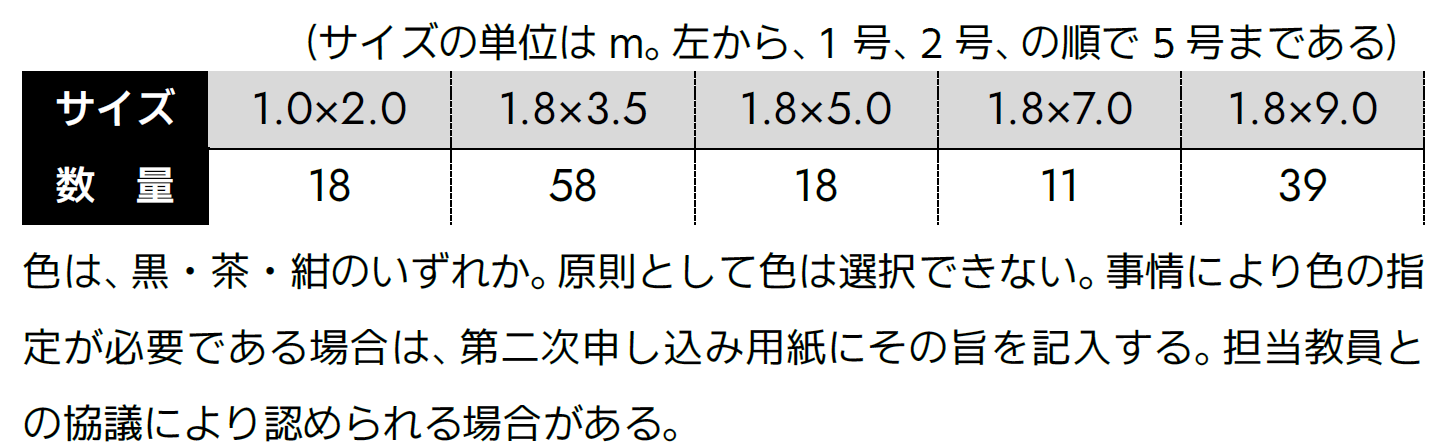 (サイズの単位は m。左から、1 号、2 号、の順で 5 号まである)
サイズ 1.0×2.0 1.8×3.5 1.8×5.0 1.8×7.0 1.8×9.0
数　量 18 58 18 11 39
色は、黒・茶・紺のいずれか。原則として色は選択できない。事情により色の指
定が必要である場合は、第二次申し込み用紙にその旨を記入する。担当教員と
の協議により認められる場合がある。